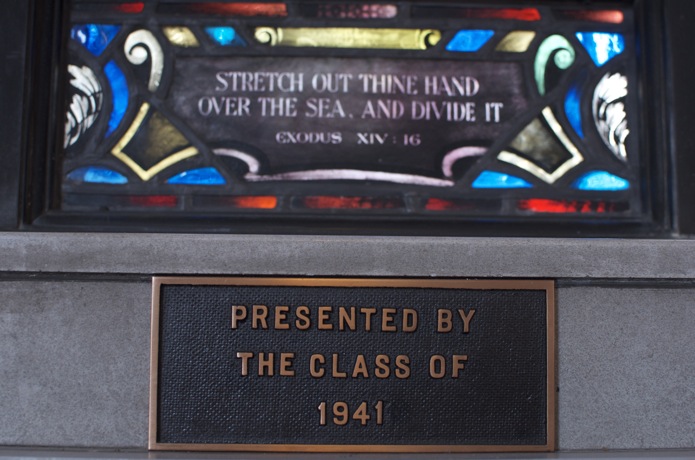 STRETCH OUT THINE HAND
OVER THE SEA, AND DIVIDE IT
EXODUS XIV : 16
PRESENTED BY
THE CLASS OF
1941